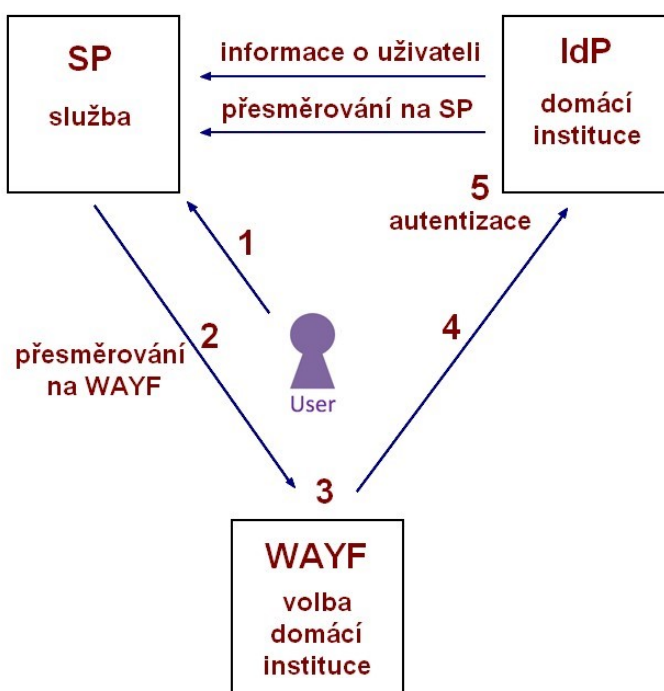 SP
služba
informace o uživateli
přesměrování na SP
IdP
domácí
instituce
5
autentizace
1
2
přesměrování
na WAYF
4
User
3
WAYF
volba
domácí
instituce